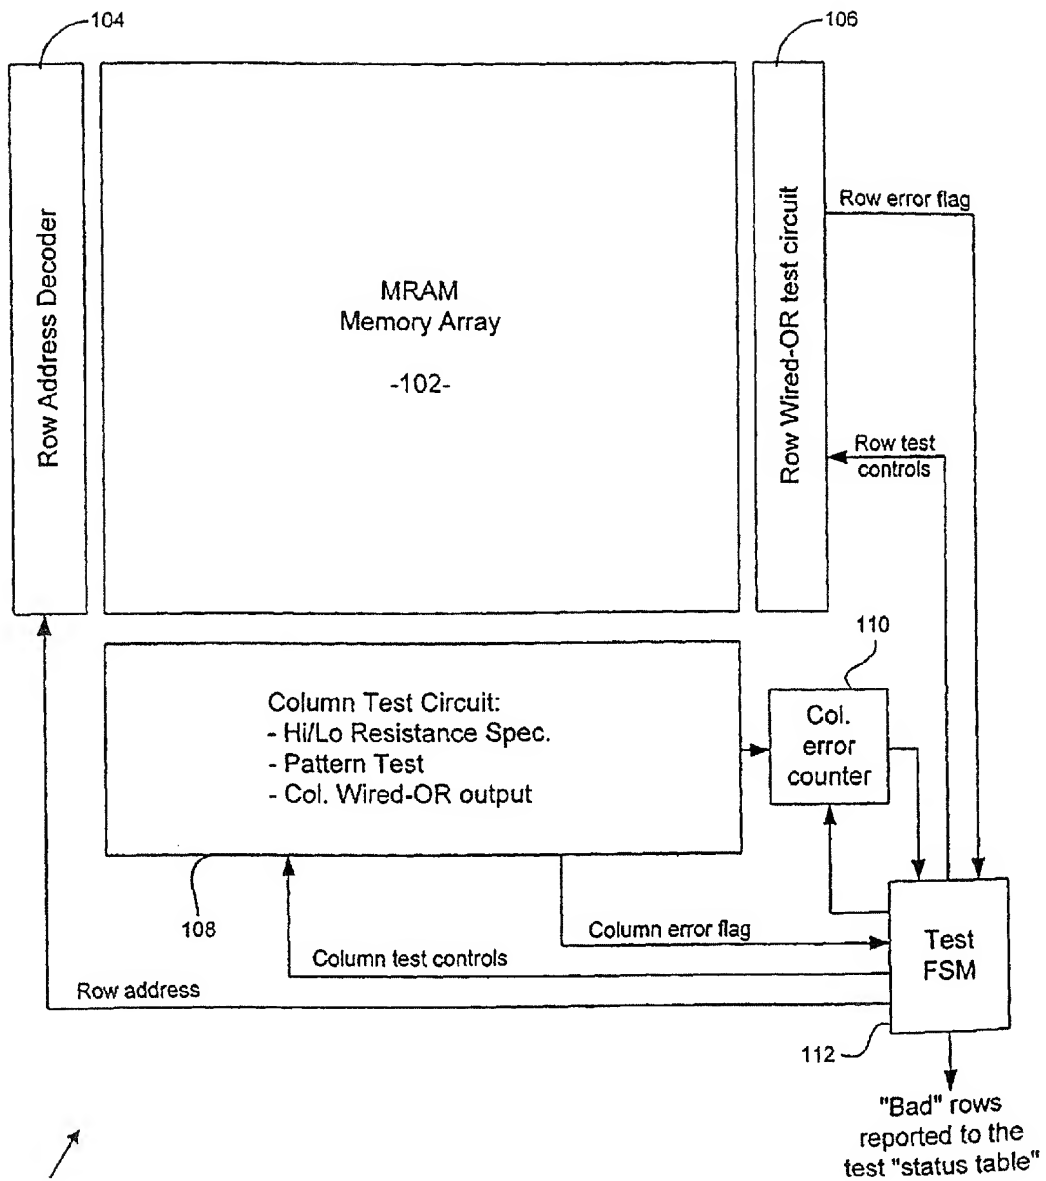 104
106
Row Address Decoder
MRAM
Memory Array
-102-
Row Wired-OR test circuit
Row error flag
Row test
controls
110
Column Test Circuit:
- Hi/Lo Resistance Spec.
- Pattern Test
- Col. Wired-OR output
Col.
error
counter
108
Column error flag
Column test controls
Row address
Test
FSM
112
"Bad" rows
reported to the
test "status table"